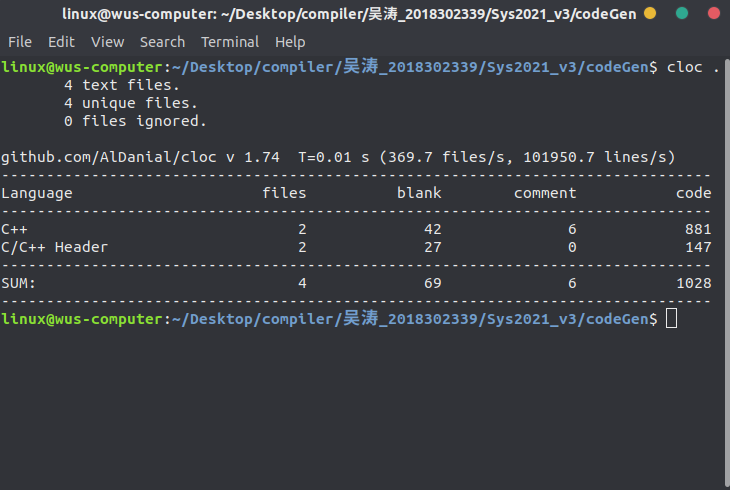 linux@wus-computer: ~/Desktop/compiler/吴涛_2018302339/Sys2021_v3/codeGen
File Edit View Search Terminal Help
linux@wus-computer:~/Desktop/compiler/吴涛_2018302339/Sys2021_v3/codeGen$ cloc .
4 text files.
4 unique files.
0 files ignored.
github.com/AlDanial/cloc v 1.74  T=0.01 s (369.7 files/s, 101950.7 lines/s)
-------------------------------------------------------------------------------
Language                     files          blank        comment           code
-------------------------------------------------------------------------------
C++                              2             42              6            881
C/C++ Header                     2             27              0            147
-------------------------------------------------------------------------------
SUM:                             4             69              6           1028
-------------------------------------------------------------------------------
linux@wus-computer:~/Desktop/compiler/吴涛_2018302339/Sys2021_v3/codeGen$